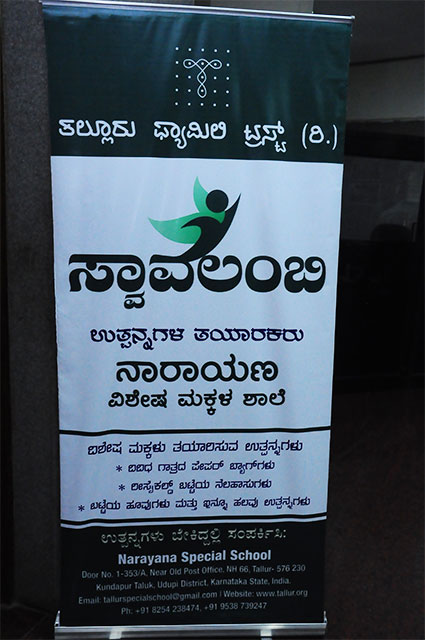 ತಲ್ಲೂರು ಫ್ಯಾಮಿಲಿ ಟ್ರಸ್ಟ್ (ರಿ.)
ಸ್ವಾವಲಂಬಿ
ಉತ್ಪನ್ನಗಳ ತಯಾರಕರು
ನಾರಾಯಣ
ವಿಶೇಷ ಮಕ್ಕಳ ಶಾಲೆ
ವಿಶೇಷ ಮಕ್ಕಳು ತಯಾರಿಸುವ ಉತ್ಪನ್ನಗಳು
* ವಿವಿಧ ಗಾತ್ರದ ಪೇಪರ್ ಬ್ಯಾಗ್‌ಗಳು
* ರೀಸೈಕಲ್ಡ್ ಬಟ್ಟೆಯ ನೆಲಹಾಸುಗಳು
* ಬಟ್ಟೆಯ ಹೂವುಗಳು ಮತ್ತು ಇನ್ನೂ ಹಲವು ಉತ್ಪನ್ನಗಳು
ಉತ್ಪನ್ನಗಳು ಬೇಕಿದ್ದಲ್ಲಿ ಸಂಪರ್ಕಿಸಿ:
Narayana Special School
Door No. 1-353/A, Near Old Post Office. NH 66, Tallur- 576 230
Kundapur Taluk, Udupi District, Karnataka State, India.
Email: tallurspecialschool@gmail.com | Website: www.tallur.org
Ph. +91 8254 238474, +91 9538 739247